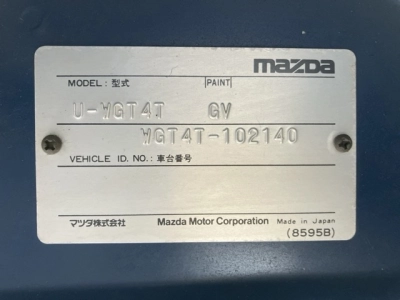 mazda
MODEL : 型式 PAINT
U-WGT4T GV
WGT4T-102140
VEHICLE ID. NO.: 車台番号
マツダ株式会社 Mazda Motor Corporation Made in Japan
(8595B)